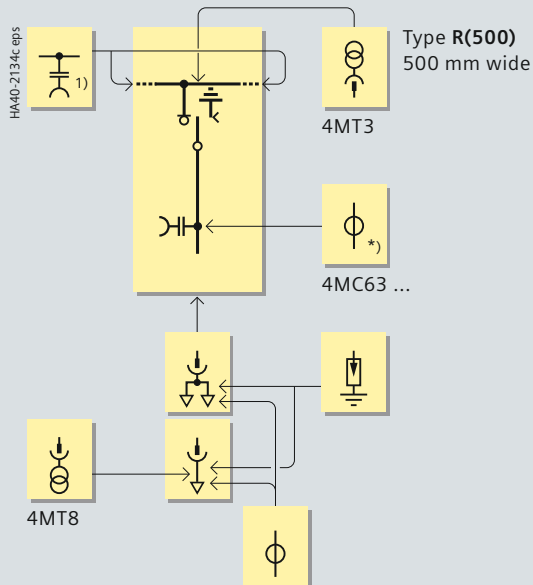 HA40-2134c eps
1)
Type R(500)
500 mm wide
4MT3
*)
4MC63 ...
4MT8